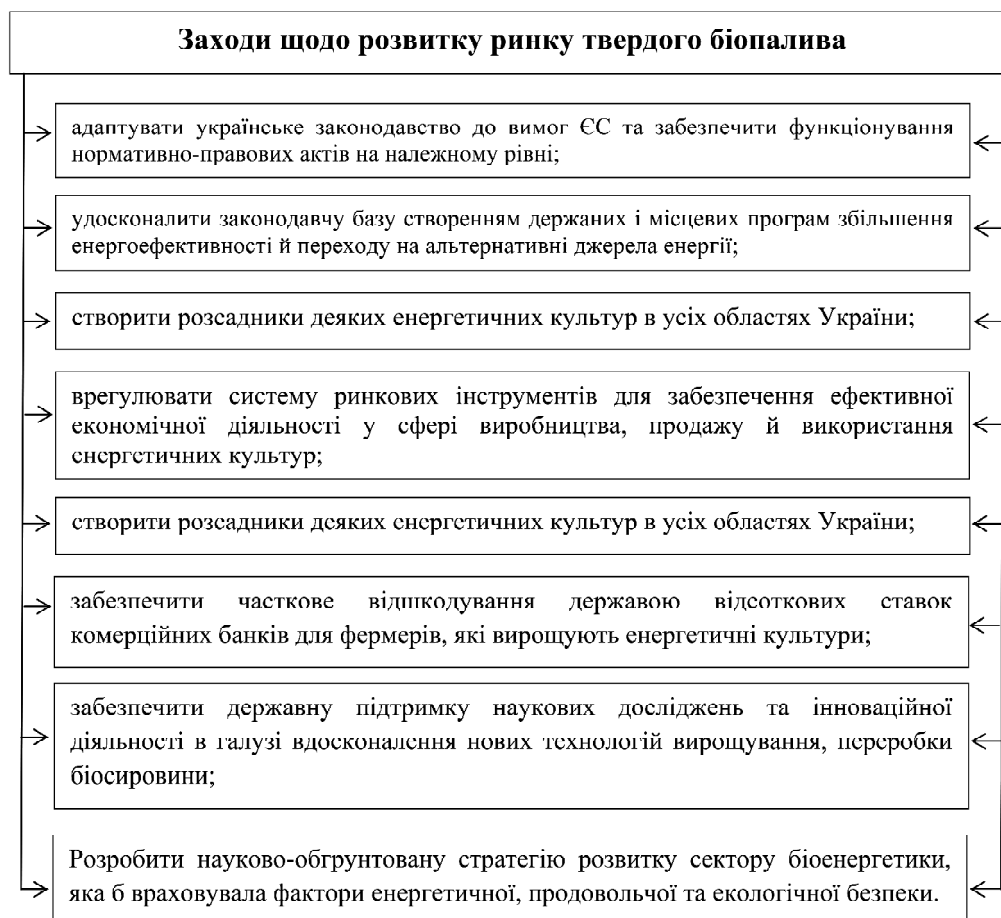 Заходи щодо розвитку ринку твердого біопалива
адаптувати українське законодавство до вимог ЄС та забезпечити функціонування
нормативно-правових актів на належному рівні;
удосконалити законодавчу базу створенням держаних і місцевих програм збільшення
енергоефективності й переходу на альтернативні джерела енергії;
створити розсадники деяких енергетичних культур в усіх областях України;
врегулювати систему ринкових інструментів для забезпечення ефективної
економічної діяльності у сфері виробництва, продажу й використання
енергетичних культур;
створити розсадники деяких енергетичних культур в усіх областях України;
забезпечити часткове відшкодування державою відсоткових ставок
комерційних банків для фермерів, які вирощують енергетичні культури;
забезпечити державну підтримку наукових досліджень та інноваційної
діяльності в галузі вдосконалення нових технологій вирощування, переробки
біосировини;
Розробити науково-обгрунтовану стратегію розвитку сектору біоенергетики,
яка б враховувала фактори енергетичної, продовольчої та екологічної безпеки.